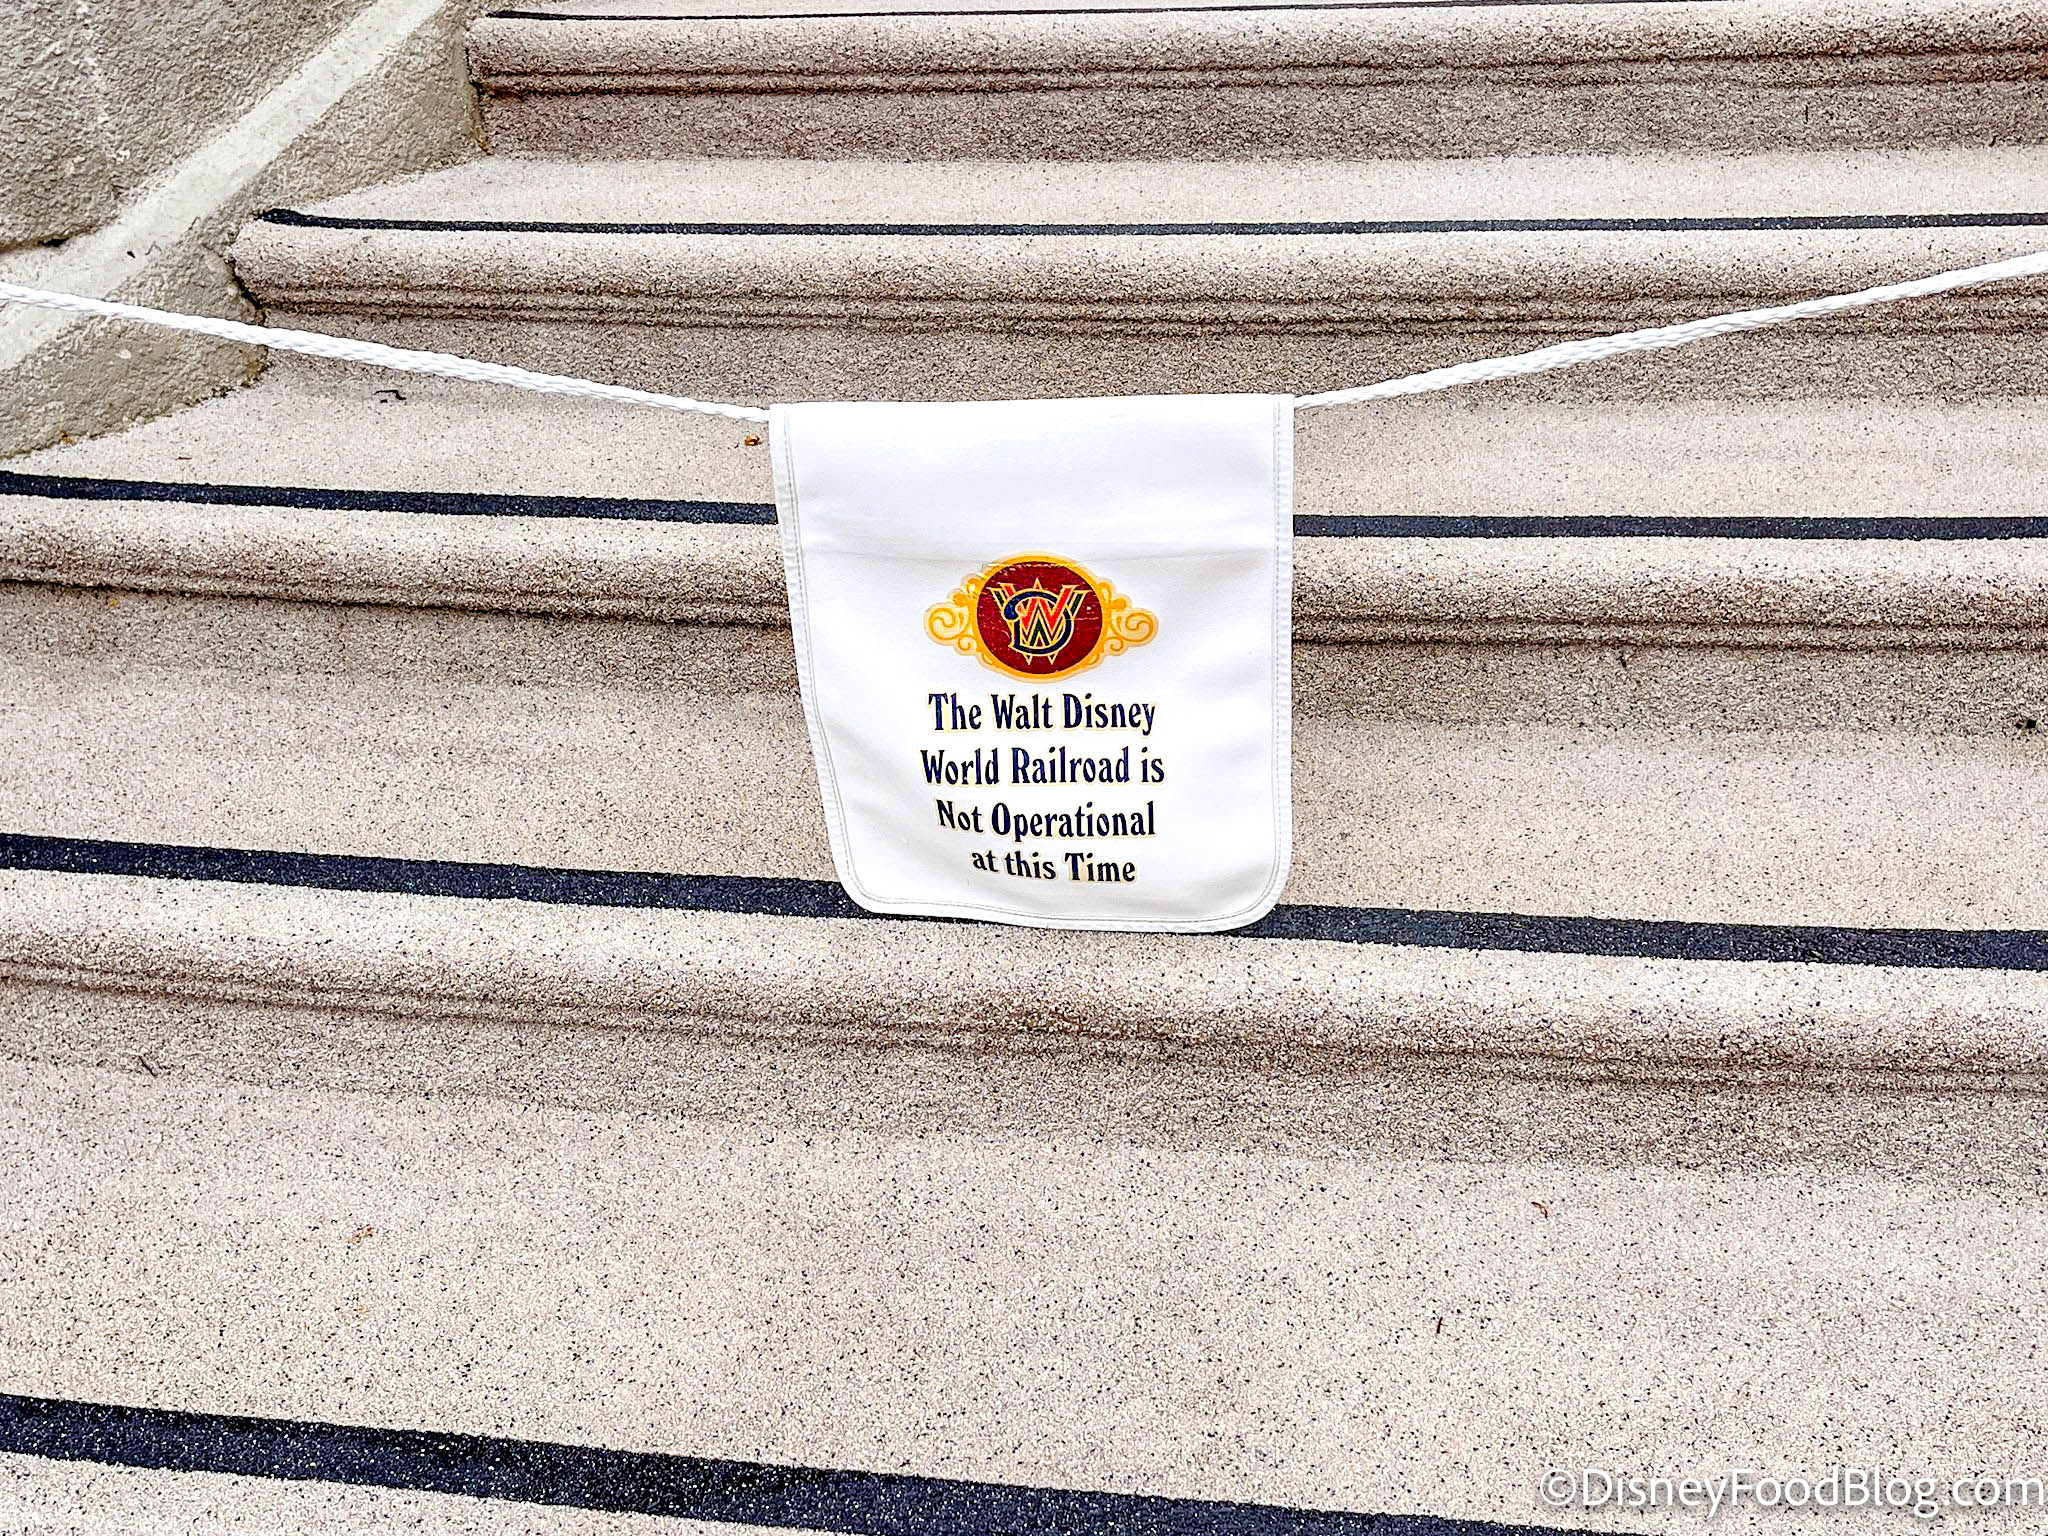 WDW
The Walt Disney
World Railroad is
Not Operational
at this Time
©DisneyFoodBlog.com